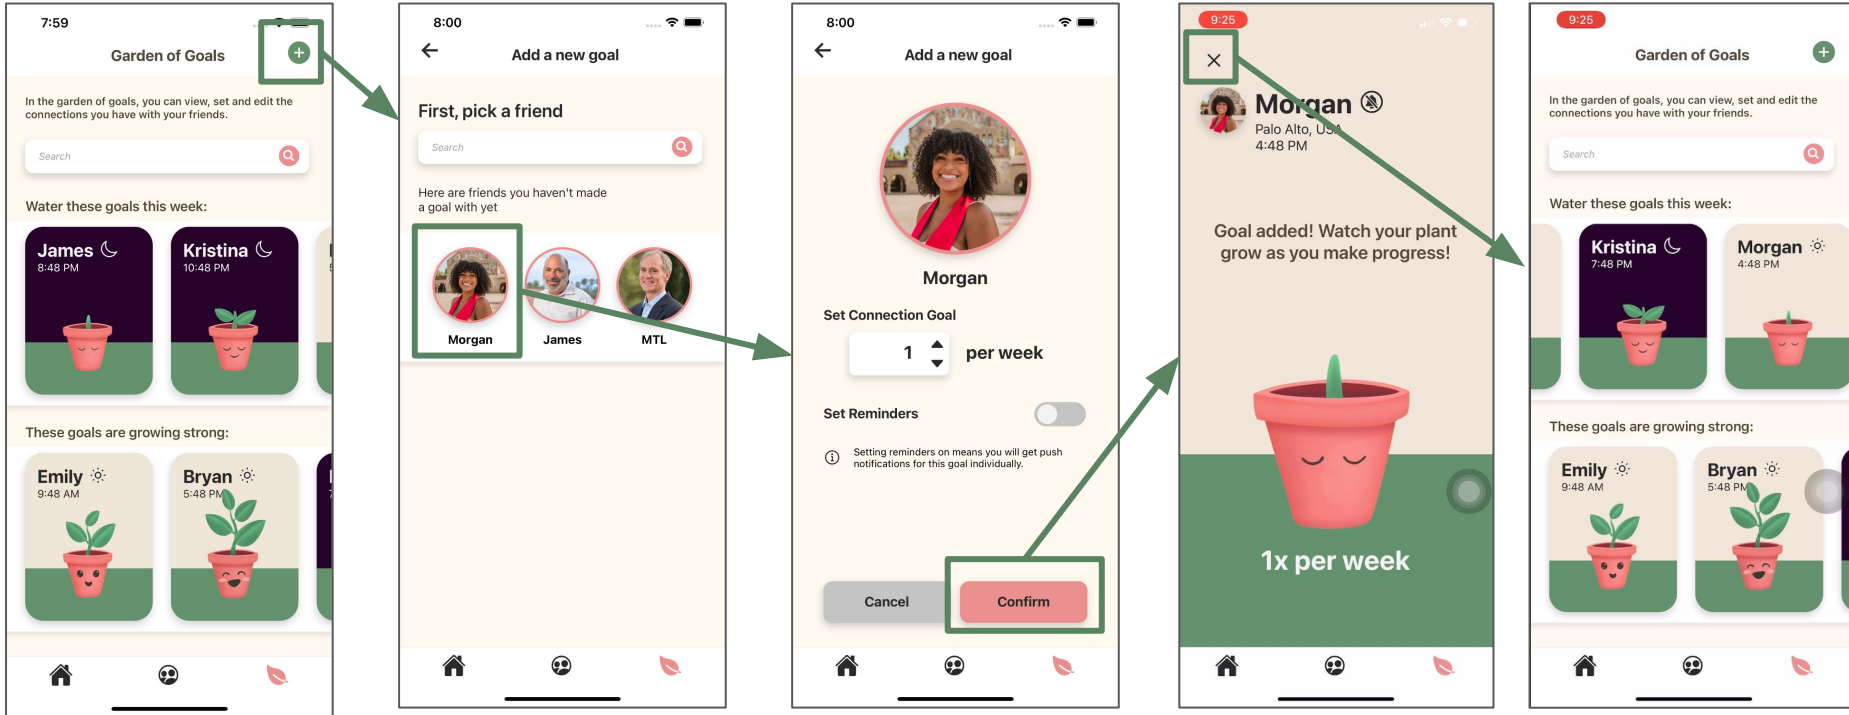 7:59
Garden of Goals
In the garden of goals, you can view, set and edit the
connections you have with your friends.
Search
Water these goals this week:
James
8:48 PM
Kristina
10:48 PM
These goals are growing strong:
Emily
9:48 AM
Bryan
5:48 PM
8:00
Add a new goal
First, pick a friend
Search
Here are friends you haven't made
a goal with yet
Morgan
James
MTL
8:00
Add a new goal
Morgan
Set Connection Goal
1
per week
Set Reminders
Setting reminders on means you will get push
notifications for this goal individually.
Cancel
Confirm
9:25
Morgan
Palo Alto, USA
4:48 PM
Goal added! Watch your plant
grow as you make progress!
1x per week
9:25
Garden of Goals
In the garden of goals, you can view, set and edit the
connections you have with your friends.
Search
Water these goals this week:
Kristina
7:48 PM
Morgan
4:48 PM
These goals are growing strong:
Emily
9:48 AM
Bryan
5:48 PM